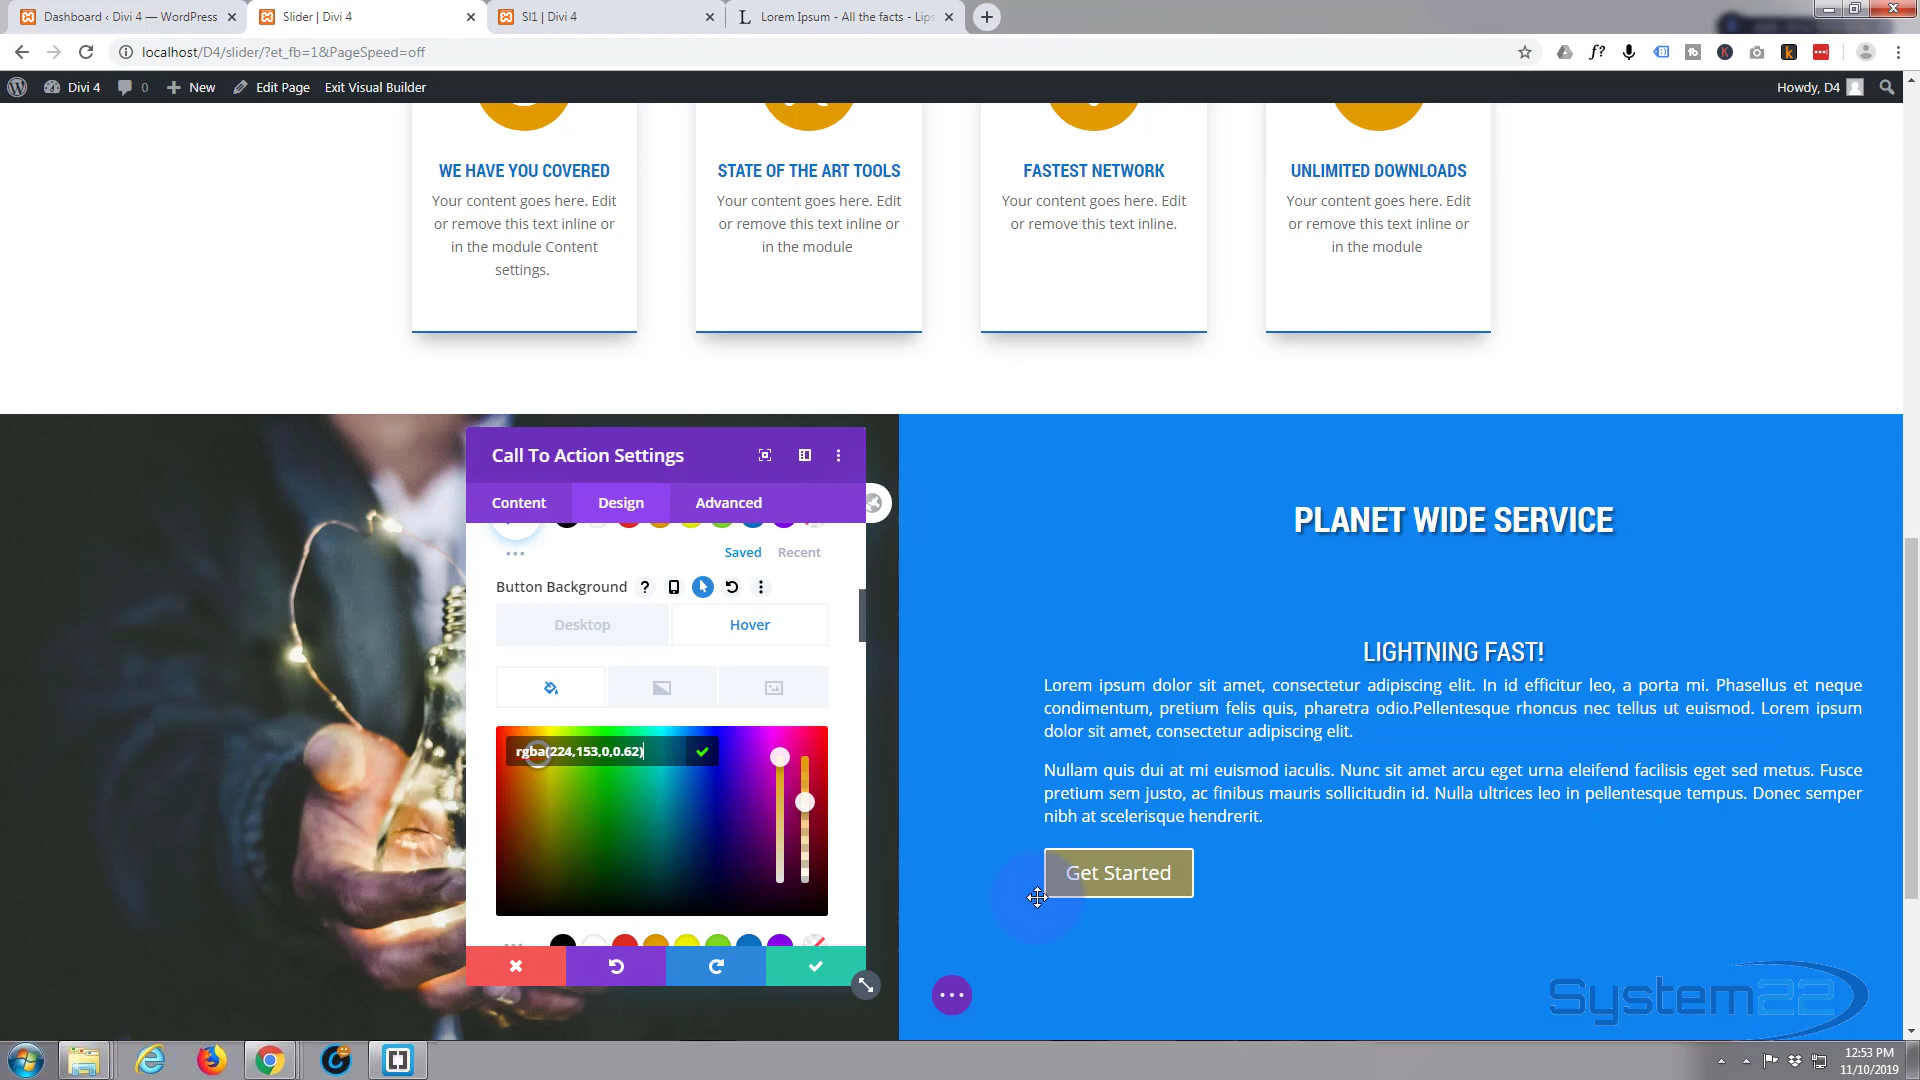 Dashboard ‹ Divi 4 — WordPress
Slider | Divi 4
Sl1 | Divi 4
Lorem Ipsum - All the facts - Lips
localhost/D4/slider/?et_fb=1&PageSpeed=off
Divi 4
0
New
Edit Page
Exit Visual Builder
Howdy, D4
WE HAVE YOU COVERED
Your content goes here. Edit
or remove this text inline or
in the module Content
settings.
STATE OF THE ART TOOLS
Your content goes here. Edit
or remove this text inline or
in the module
FASTEST NETWORK
Your content goes here. Edit
or remove this text inline.
UNLIMITED DOWNLOADS
Your content goes here. Edit
or remove this text inline or
in the module
Call To Action Settings
Content
Design
Advanced
Saved
Recent
Button Background
Desktop
Hover
rgba(224,153,0,0.62)
PLANET WIDE SERVICE
LIGHTNING FAST!
Lorem ipsum dolor sit amet, consectetur adipiscing elit. In id efficitur leo, a porta mi. Phasellus et neque
condimentum, pretium felis quis, pharetra odio.Pellentesque rhoncus nec tellus ut euismod. Lorem ipsum
dolor sit amet, consectetur adipiscing elit.
Nullam quis dui at mi euismod iaculis. Nunc sit amet arcu eget urna eleifend facilisis eget sed metus. Fusce
pretium sem justo, ac finibus mauris sollicitudin id. Nulla ultrices leo in pellentesque tempus. Donec semper
nibh at scelerisque hendrerit.
Get Started
System22
12:53 PM
11/10/2019